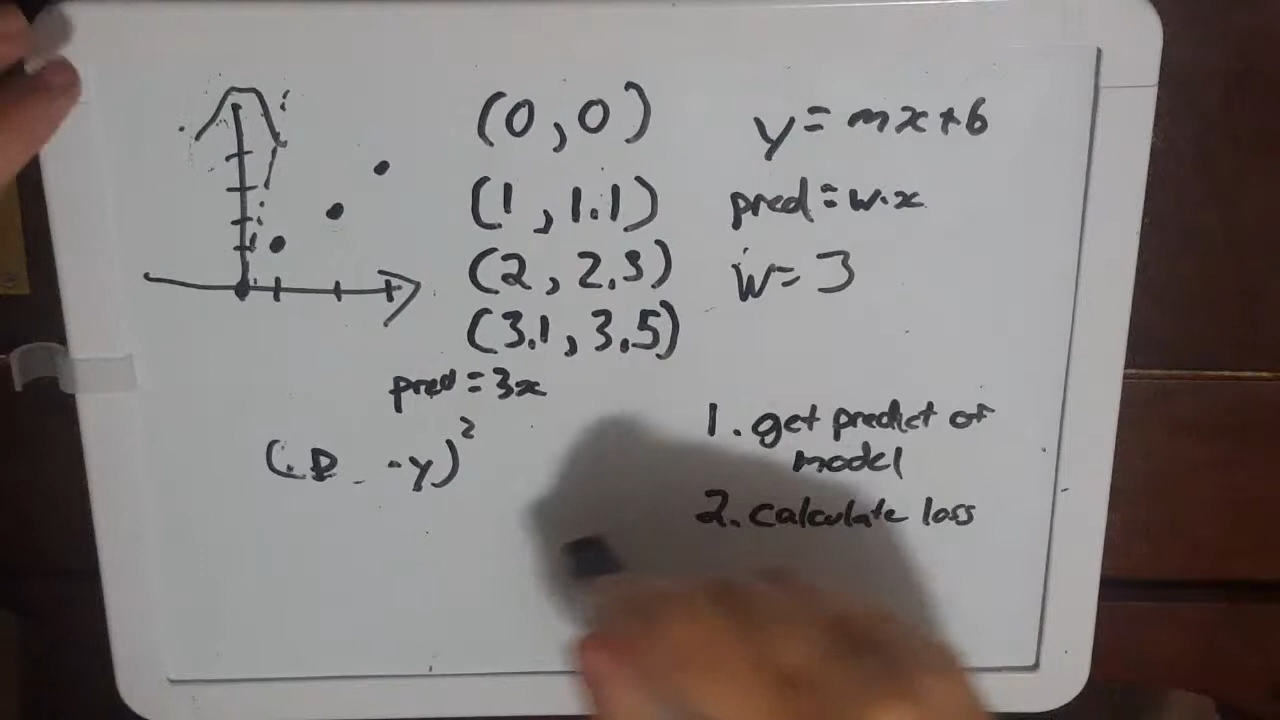 (0,0)
(1,1.1)
(2,2.3)
(3.1,3.5)
pred=3x
(P -y)²
y=mx+b
pred=w·x
w=3
1. get predict of
model
2. calculate loss